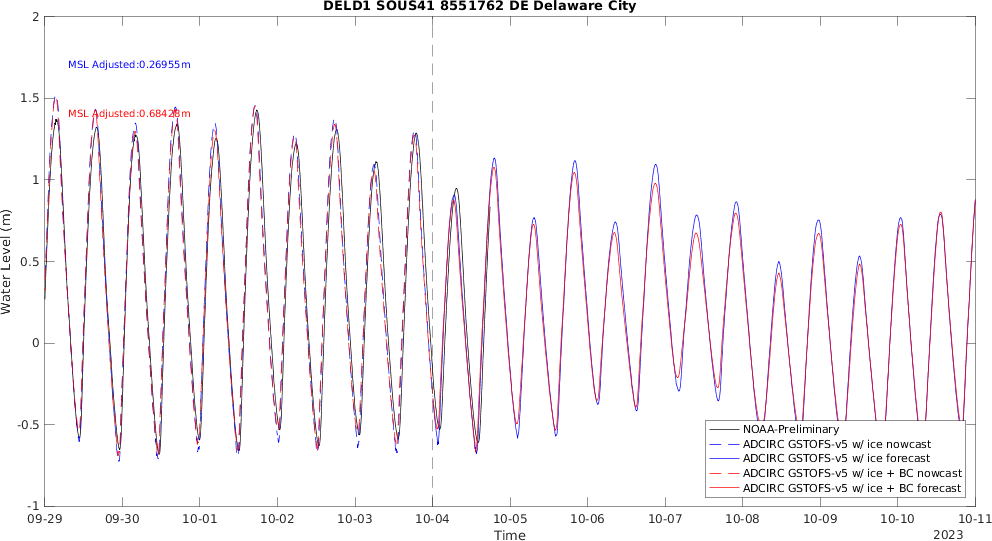 DELD1 SOUS41 8551762 DE Delaware City
2
1.5
1
0.5
0
-0.5
-1
Water Level (m)
MSL Adjusted:0.26955m
MSL Adjusted:0.68428m
NOAA-Preliminary
ADCIRC GSTOFS-v5 w/ ice nowcast
ADCIRC GSTOFS-v5 w/ ice forecast
ADCIRC GSTOFS-v5 w/ ice + BC nowcast
ADCIRC GSTOFS-v5 w/ ice + BC forecast
09-29 09-30 10-01 10-02 10-03 10-04 10-05 10-06 10-07 10-08 10-09 10-10 10-11
Time
2023